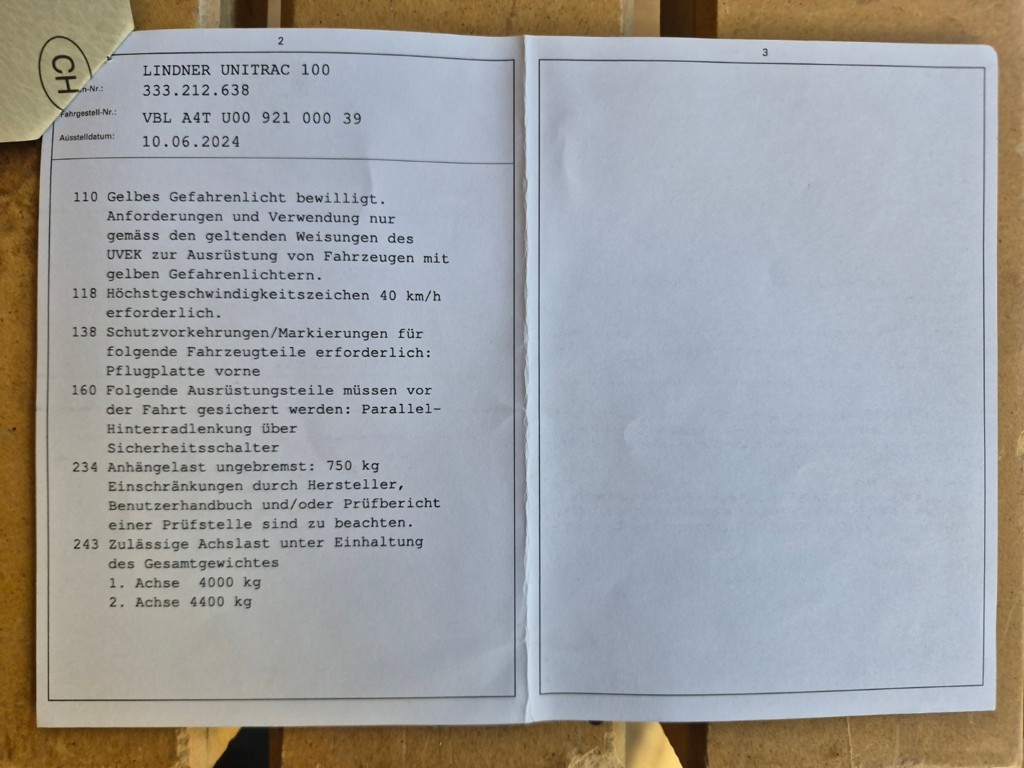 CH
2
LINDNER UNITRAC 100
333.212.638
Fahrgestell-Nr.:
VBL A4T U00 921 000 39
Ausstelldatum:
10.06.2024
110 Gelbes Gefahrenlicht bewilligt.
Anforderungen und Verwendung nur
gemäss den geltenden Weisungen des
UVEK zur Ausrüstung von Fahrzeugen mit
gelben Gefahrenlichtern.
118 Höchstgeschwindigkeitszeichen 40 km/h
erforderlich.
138 Schutzvorkehrungen/Markierungen für
folgende Fahrzeugteile erforderlich:
Pflugplatte vorne
160 Folgende Ausrüstungsteile müssen vor
der Fahrt gesichert werden: Parallel-
Hinterradlenkung über
Sicherheitsschalter
234 Anhängelast ungebremst: 750 kg
Einschränkungen durch Hersteller,
Benutzerhandbuch und/oder Prüfbericht
einer Prüfstelle sind zu beachten.
243 Zulässige Achslast unter Einhaltung
des Gesamtgewichtes
1. Achse 4000 kg
2. Achse 4400 kg
3